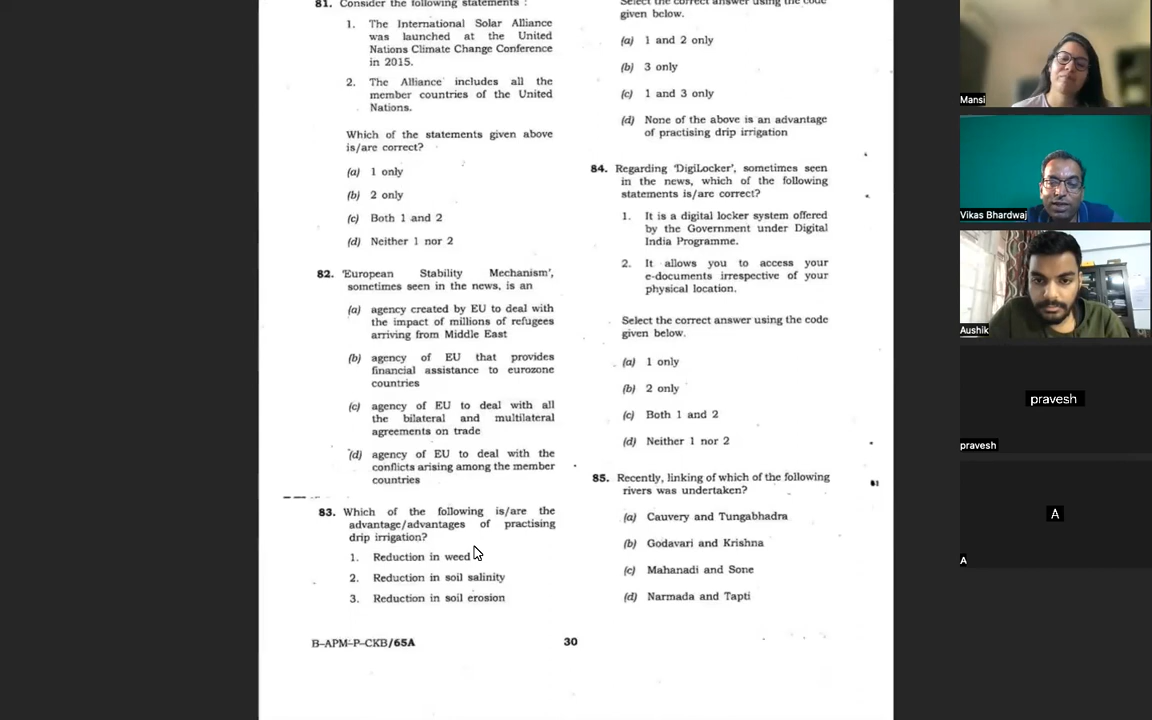 81. Consider the following statements :
1. The International Solar Alliance
was launched at the United
Nations Climate Change Conference
in 2015.
2. The Alliance includes all the
member countries of the United
Nations.
Which of the statements given above
is/are correct?
(a) 1 only
(b) 2 only
(c) Both 1 and 2
(d) Neither 1 nor 2
82. 'European Stability Mechanism',
sometimes seen in the news, is an
(a) agency created by EU to deal with
the impact of millions of refugees
arriving from Middle East
(b) agency of EU that provides
financial assistance to eurozone
countries
(c) agency of EU to deal with all
the bilateral and multilateral
agreements on trade
(d) agency of EU to deal with the
conflicts arising among the member
countries
83. Which of the following is/are the
advantage/advantages of practising
drip irrigation?
1. Reduction in weed
2. Reduction in soil salinity
3. Reduction in soil erosion
Select the correct answer using the code
given below.
(a) 1 and 2 only
(b) 3 only
(c) 1 and 3 only
(d) None of the above is an advantage
of practising drip irrigation
84. Regarding 'DigiLocker', sometimes seen
in the news, which of the following
statements is/are correct?
1. It is a digital locker system offered
by the Government under Digital
India Programme.
2. It allows you to access your
e-documents irrespective of your
physical location.
Select the correct answer using the code
given below.
(a) 1 only
(b) 2 only
(c) Both 1 and 2
(d) Neither 1 nor 2
85. Recently, linking of which of the following
rivers was undertaken?
(a) Cauvery and Tungabhadra
(b) Godavari and Krishna
(c) Mahanadi and Sone
(d) Narmada and Tapti
B-APM-P-CKB/65A
30
Mansi
Vikas Bhardwaj
Aushik
pravesh
pravesh
A
A